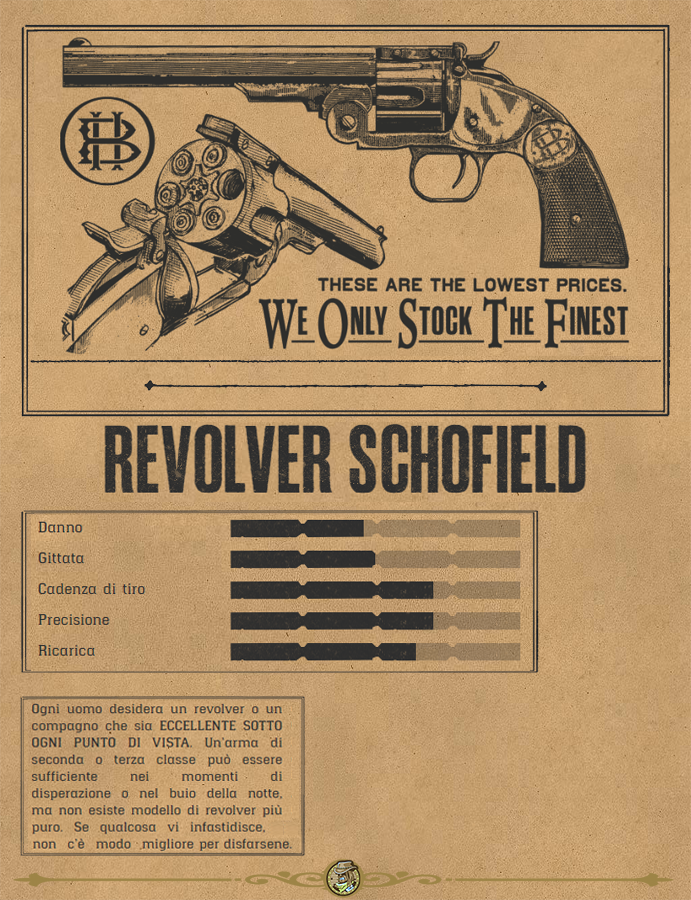 THESE ARE THE LOWEST PRICES.
WE ONLY STOCK THE FINEST
REVOLVER SCHOFIELD
Danno
Gittata
Cadenza di tiro
Precisione
Ricarica
Ogni uomo desidera un revolver o un
compagno che sia ECCELLENTE SOTTO
OGNI PUNTO DI VISTA. Un'arma di
seconda o terza classe può essere
sufficiente nei momenti di
disperazione o nel buio della notte,
ma non esiste modello di revolver più
puro. Se qualcosa vi infastidisce,
non c'è modo migliore per disfarsene.